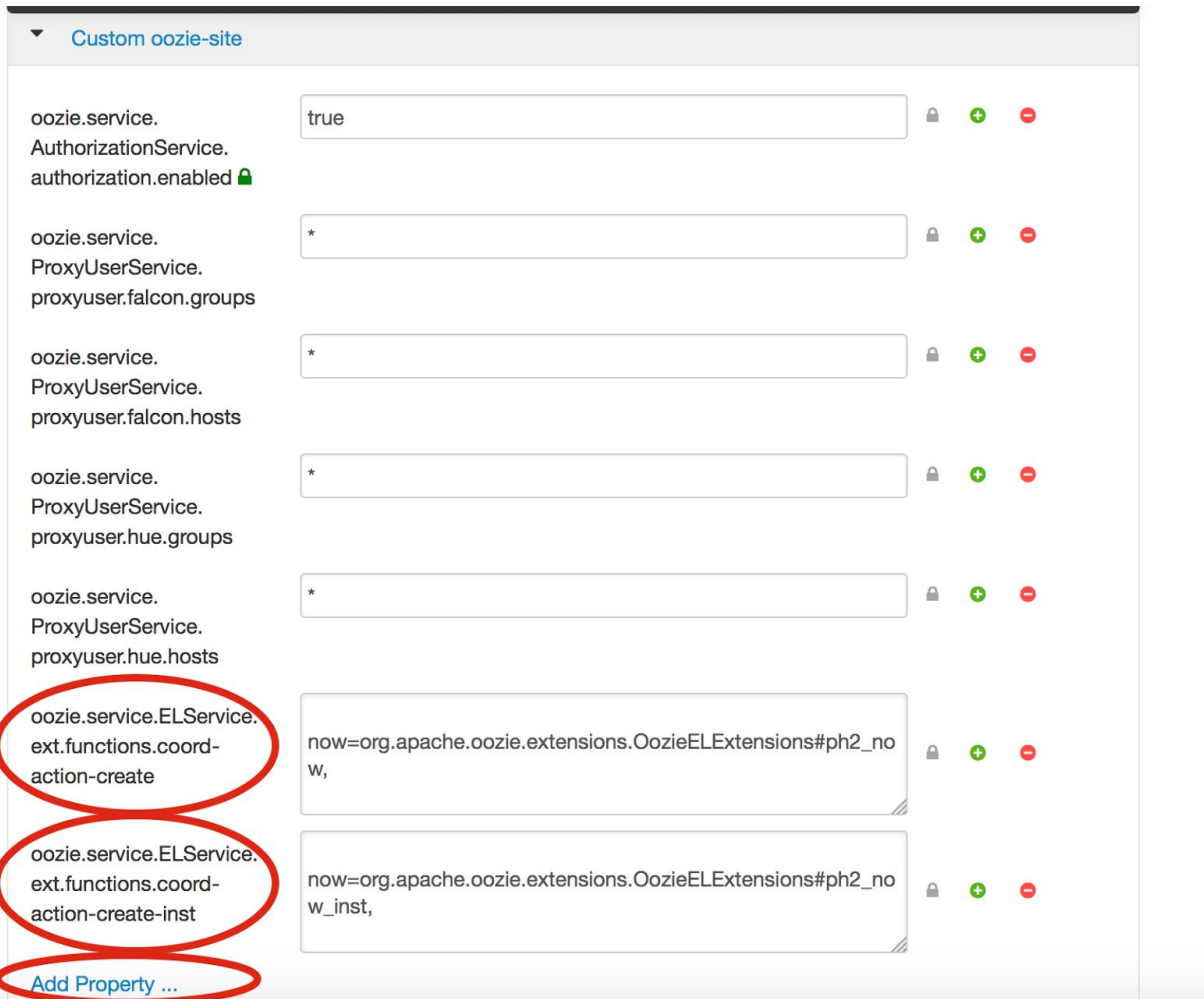 Custom oozie-site
oozie.service.
AuthorizationService.
authorization.enabled
true
oozie.service.
ProxyUserService.
proxyuser.falcon.groups
*
oozie.service.
ProxyUserService.
proxyuser.falcon.hosts
*
oozie.service.
ProxyUserService.
proxyuser.hue.groups
*
oozie.service.
ProxyUserService.
proxyuser.hue.hosts
*
oozie.service.ELService.
ext.functions.coord-
action-create
now=org.apache.oozie.extensions.OozieELExtensions#ph2_no
w,
oozie.service.ELService.
ext.functions.coord-
action-create-inst
now=org.apache.oozie.extensions.OozieELExtensions#ph2_no
w_inst,
Add Property ...